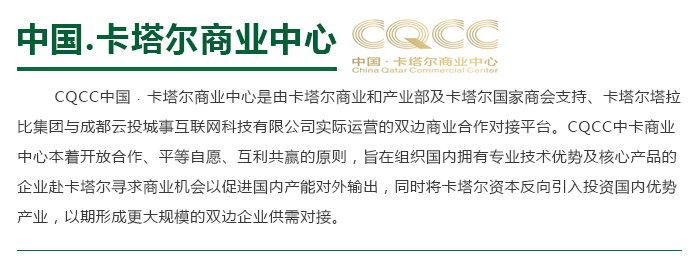 中国.卡塔尔商业中心
CQCC
中国·卡塔尔商业中心
China Qatar Commercial Center
CQCC中国 . 卡塔尔商业中心是由卡塔尔商业和产业部及卡塔尔国家商会支持、卡塔尔塔拉
比集团与成都云投城事互联网科技有限公司实际运营的双边商业合作对接平台。CQCC中卡商业
中心本着开放合作、平等自愿、互利共赢的原则，旨在组织国内拥有专业技术优势及核心产品的
企业赴卡塔尔寻求商业机会以促进国内产能对外输出，同时将卡塔尔资本反向引入投资国内优势
产业，以期形成更大规模的双边企业供需对接。